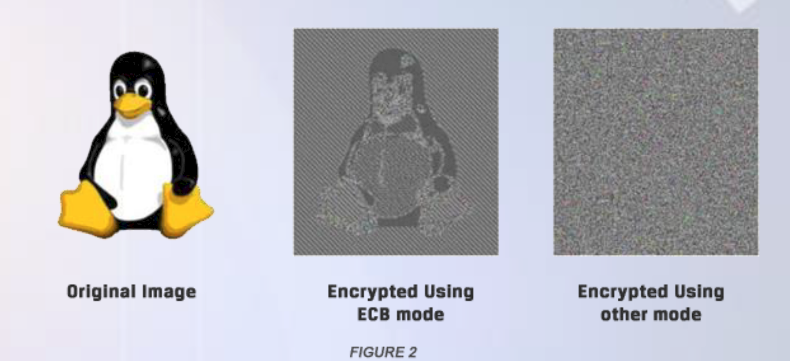 Original Image
Encrypted Using
ECB mode
Encrypted Using
other mode
FIGURE 2